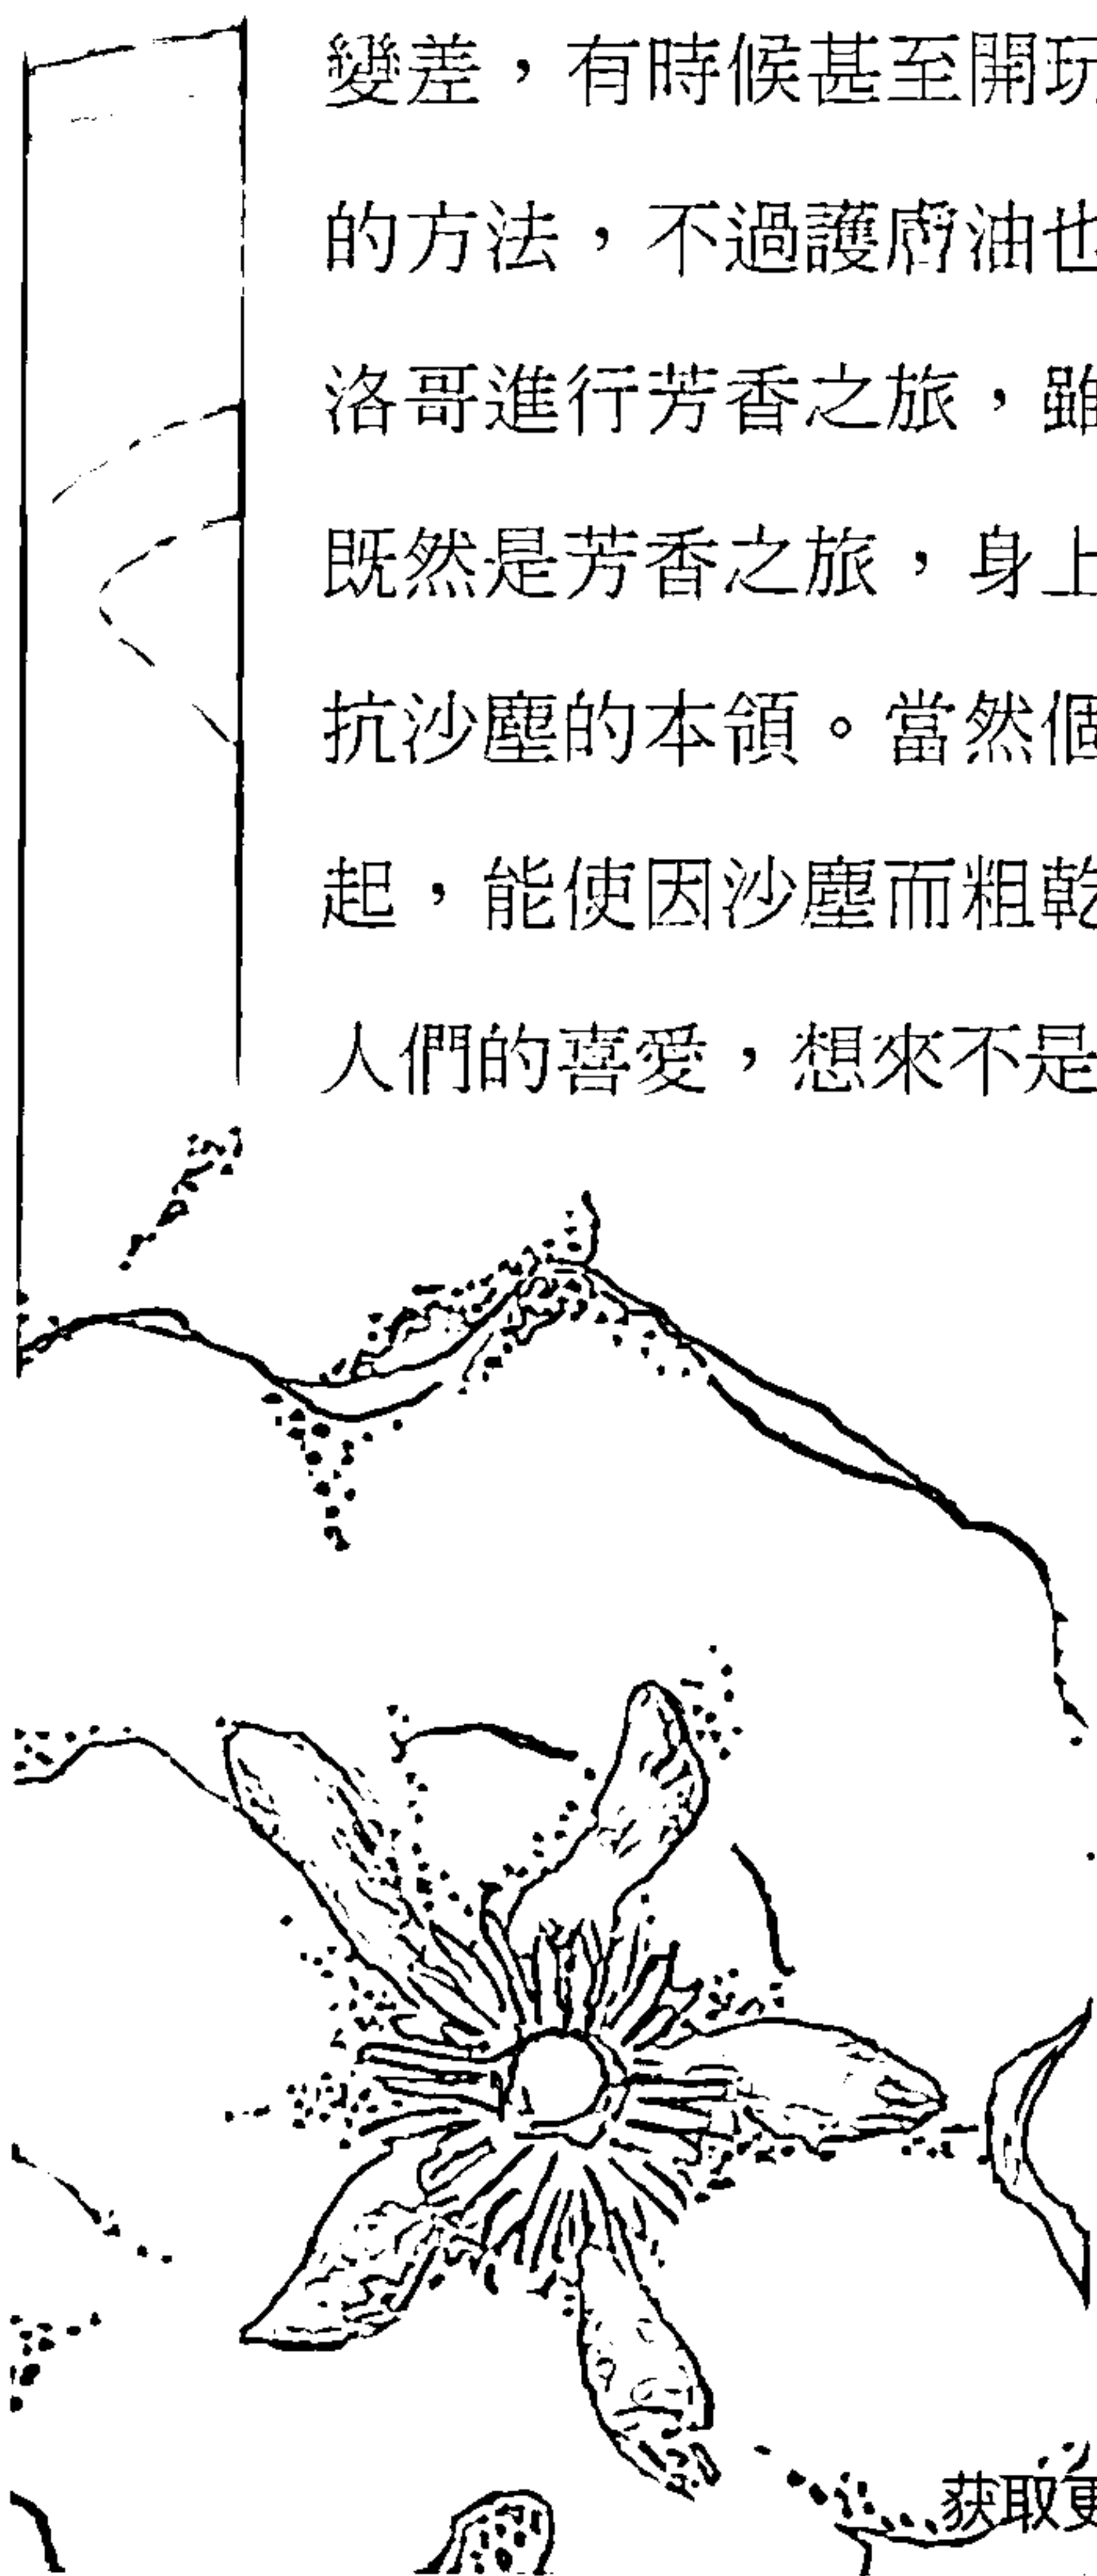 變差，有時候甚至開玩
的方法，不過護膚油也
洛哥進行芳香之旅，雖
既然是芳香之旅，身上
抗沙塵的本領。當然個
起，能使因沙塵而粗乾
人們的喜愛，想來不是
获取更